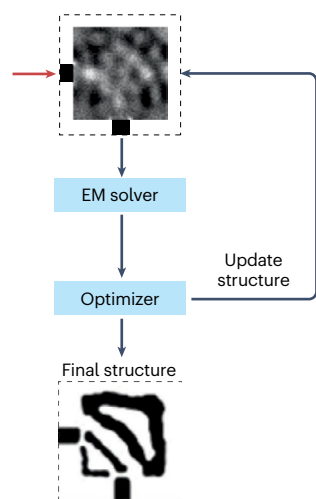 EM solver
Update
structure
Optimizer
Final structure